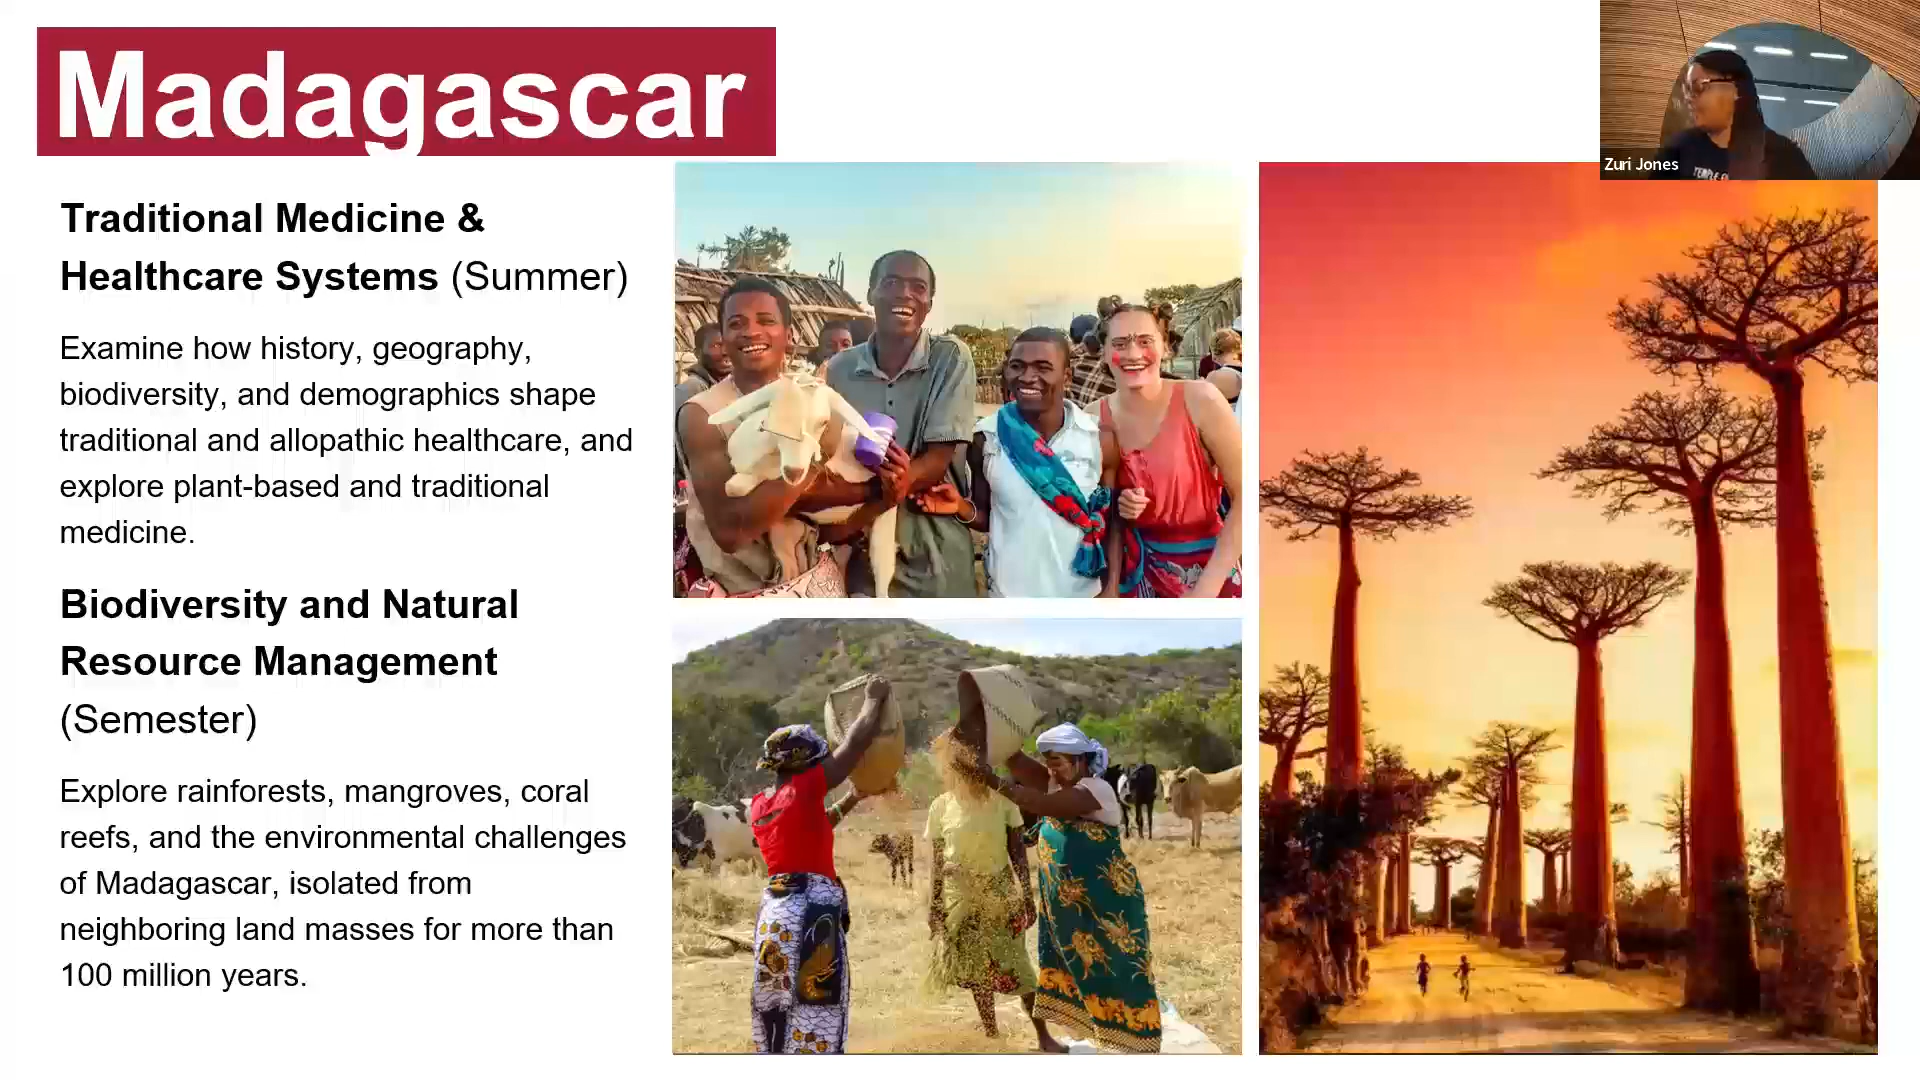 Madagascar
Zuri Jones
Traditional Medicine &
Healthcare Systems (Summer)
Examine how history, geography,
biodiversity, and demographics shape
traditional and allopathic healthcare, and
explore plant-based and traditional
medicine.
Biodiversity and Natural
Resource Management
(Semester)
Explore rainforests, mangroves, coral
reefs, and the environmental challenges
of Madagascar, isolated from
neighboring land masses for more than
100 million years.